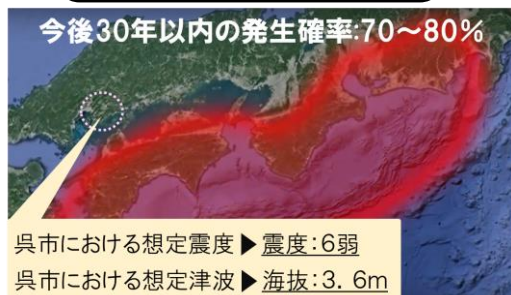 今後30年以内の発生確率:70～80%
呉市における想定震度▶震度:6弱
呉市における想定津波▶海抜:3. 6m